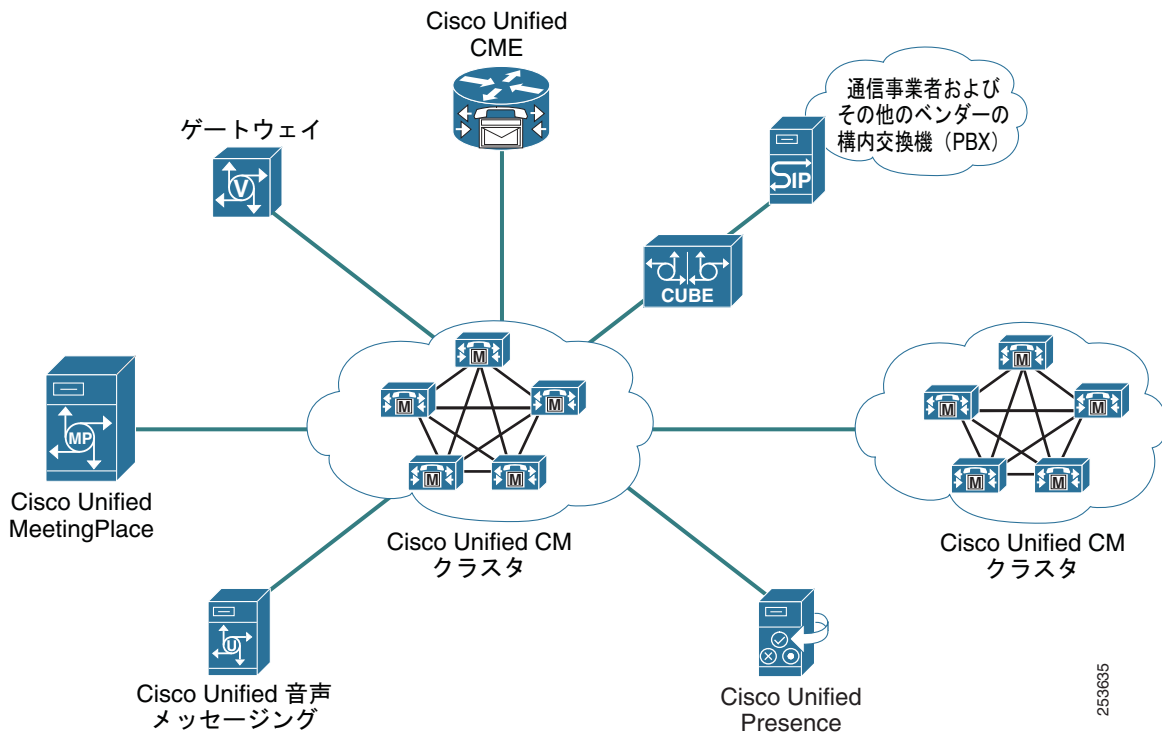 Cisco Unified
CME
通信事業者および
その他のベンダーの
構内交換機（PBX）
ゲートウェイ
V
SIP
CUBE
M
M
M
M
M
M
M
M
M
M
MP
Cisco Unified
MeetingPlace
Cisco Unified CM
クラスタ
Cisco Unified CM
クラスタ
U
Cisco Unified 音声
メッセージング
Cisco Unified
Presence
253635